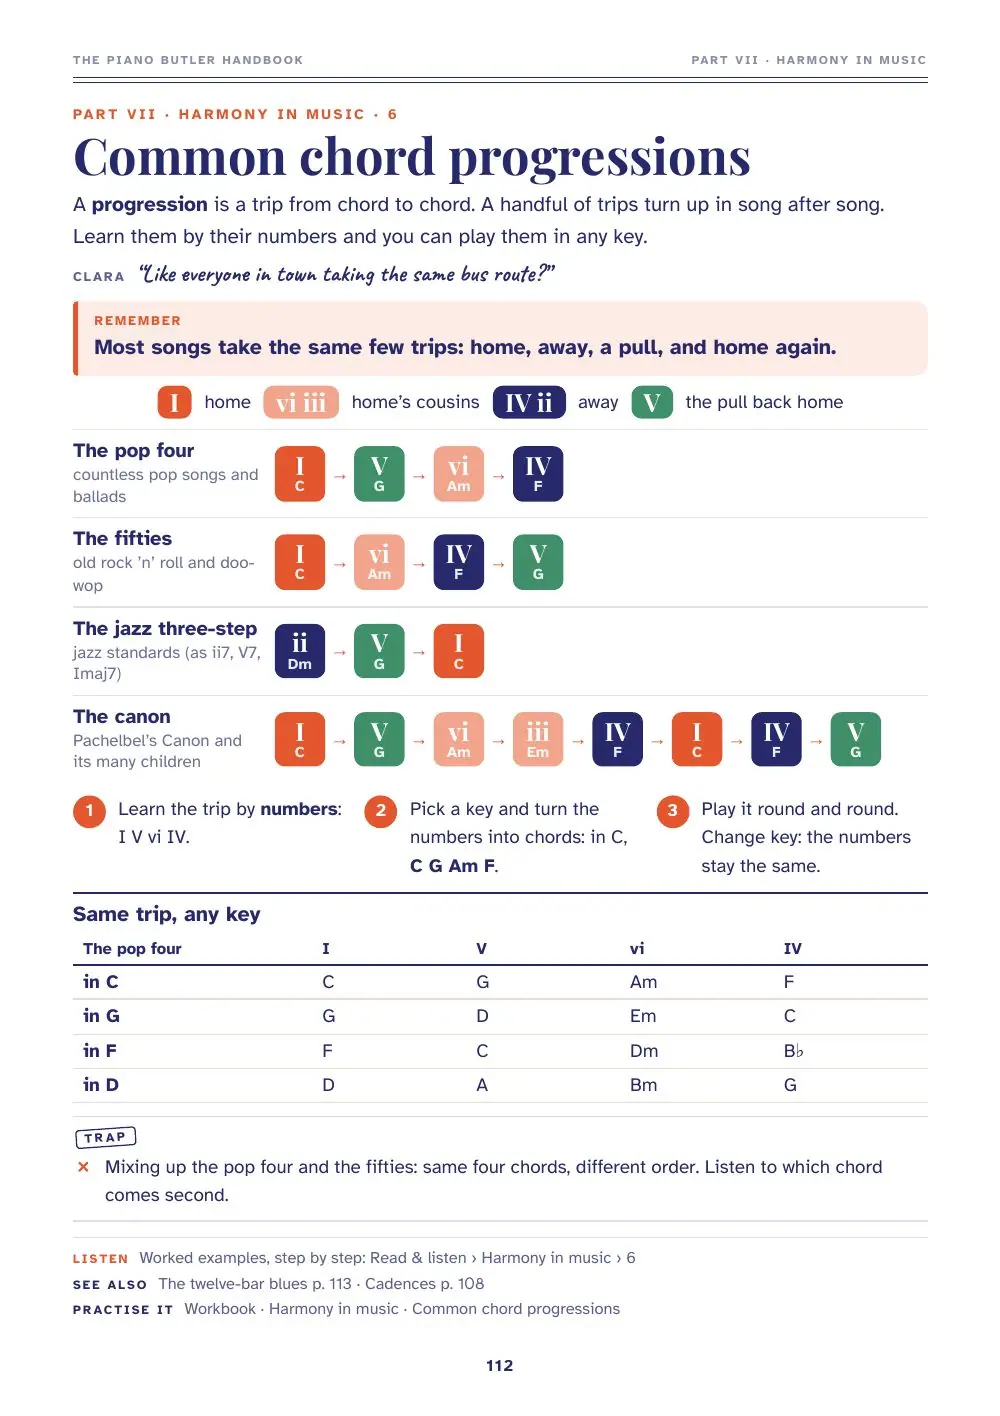 THE PIANO BUTLER HANDBOOK
PART VII · HARMONY IN MUSIC
PART VII · HARMONY IN MUSIC · 6
Common chord progressions
A progression is a trip from chord to chord. A handful of trips turn up in song after song.
Learn them by their numbers and you can play them in any key.
CLARA “Like everyone in town taking the same bus route?”
REMEMBER
Most songs take the same few trips: home, away, a pull, and home again.
I home vi iii home’s cousins IV ii away V the pull back home
The pop four
countless pop songs and
ballads
I → V → vi → IV
C G Am F
The fifties
old rock ’n’ roll and doo-
wop
I → vi → IV → V
C Am F G
The jazz three-step
jazz standards (as ii7, V7,
Imaj7)
ii → V → I
Dm G C
The canon
Pachelbel’s Canon and
its many children
I → V → vi → iii → IV → I → IV → V
C G Am Em F C F G
1 Learn the trip by numbers:
I V vi IV.
2 Pick a key and turn the
numbers into chords: in C,
C G Am F.
3 Play it round and round.
Change key: the numbers
stay the same.
Same trip, any key
The pop four I V vi IV
in C C G Am F
in G G D Em C
in F F C Dm B♭
in D D A Bm G
TRAP
× Mixing up the pop four and the fifties: same four chords, different order. Listen to which chord
comes second.
LISTEN Worked examples, step by step: Read & listen › Harmony in music › 6
SEE ALSO The twelve-bar blues p. 113 · Cadences p. 108
PRACTISE IT Workbook · Harmony in music · Common chord progressions
112